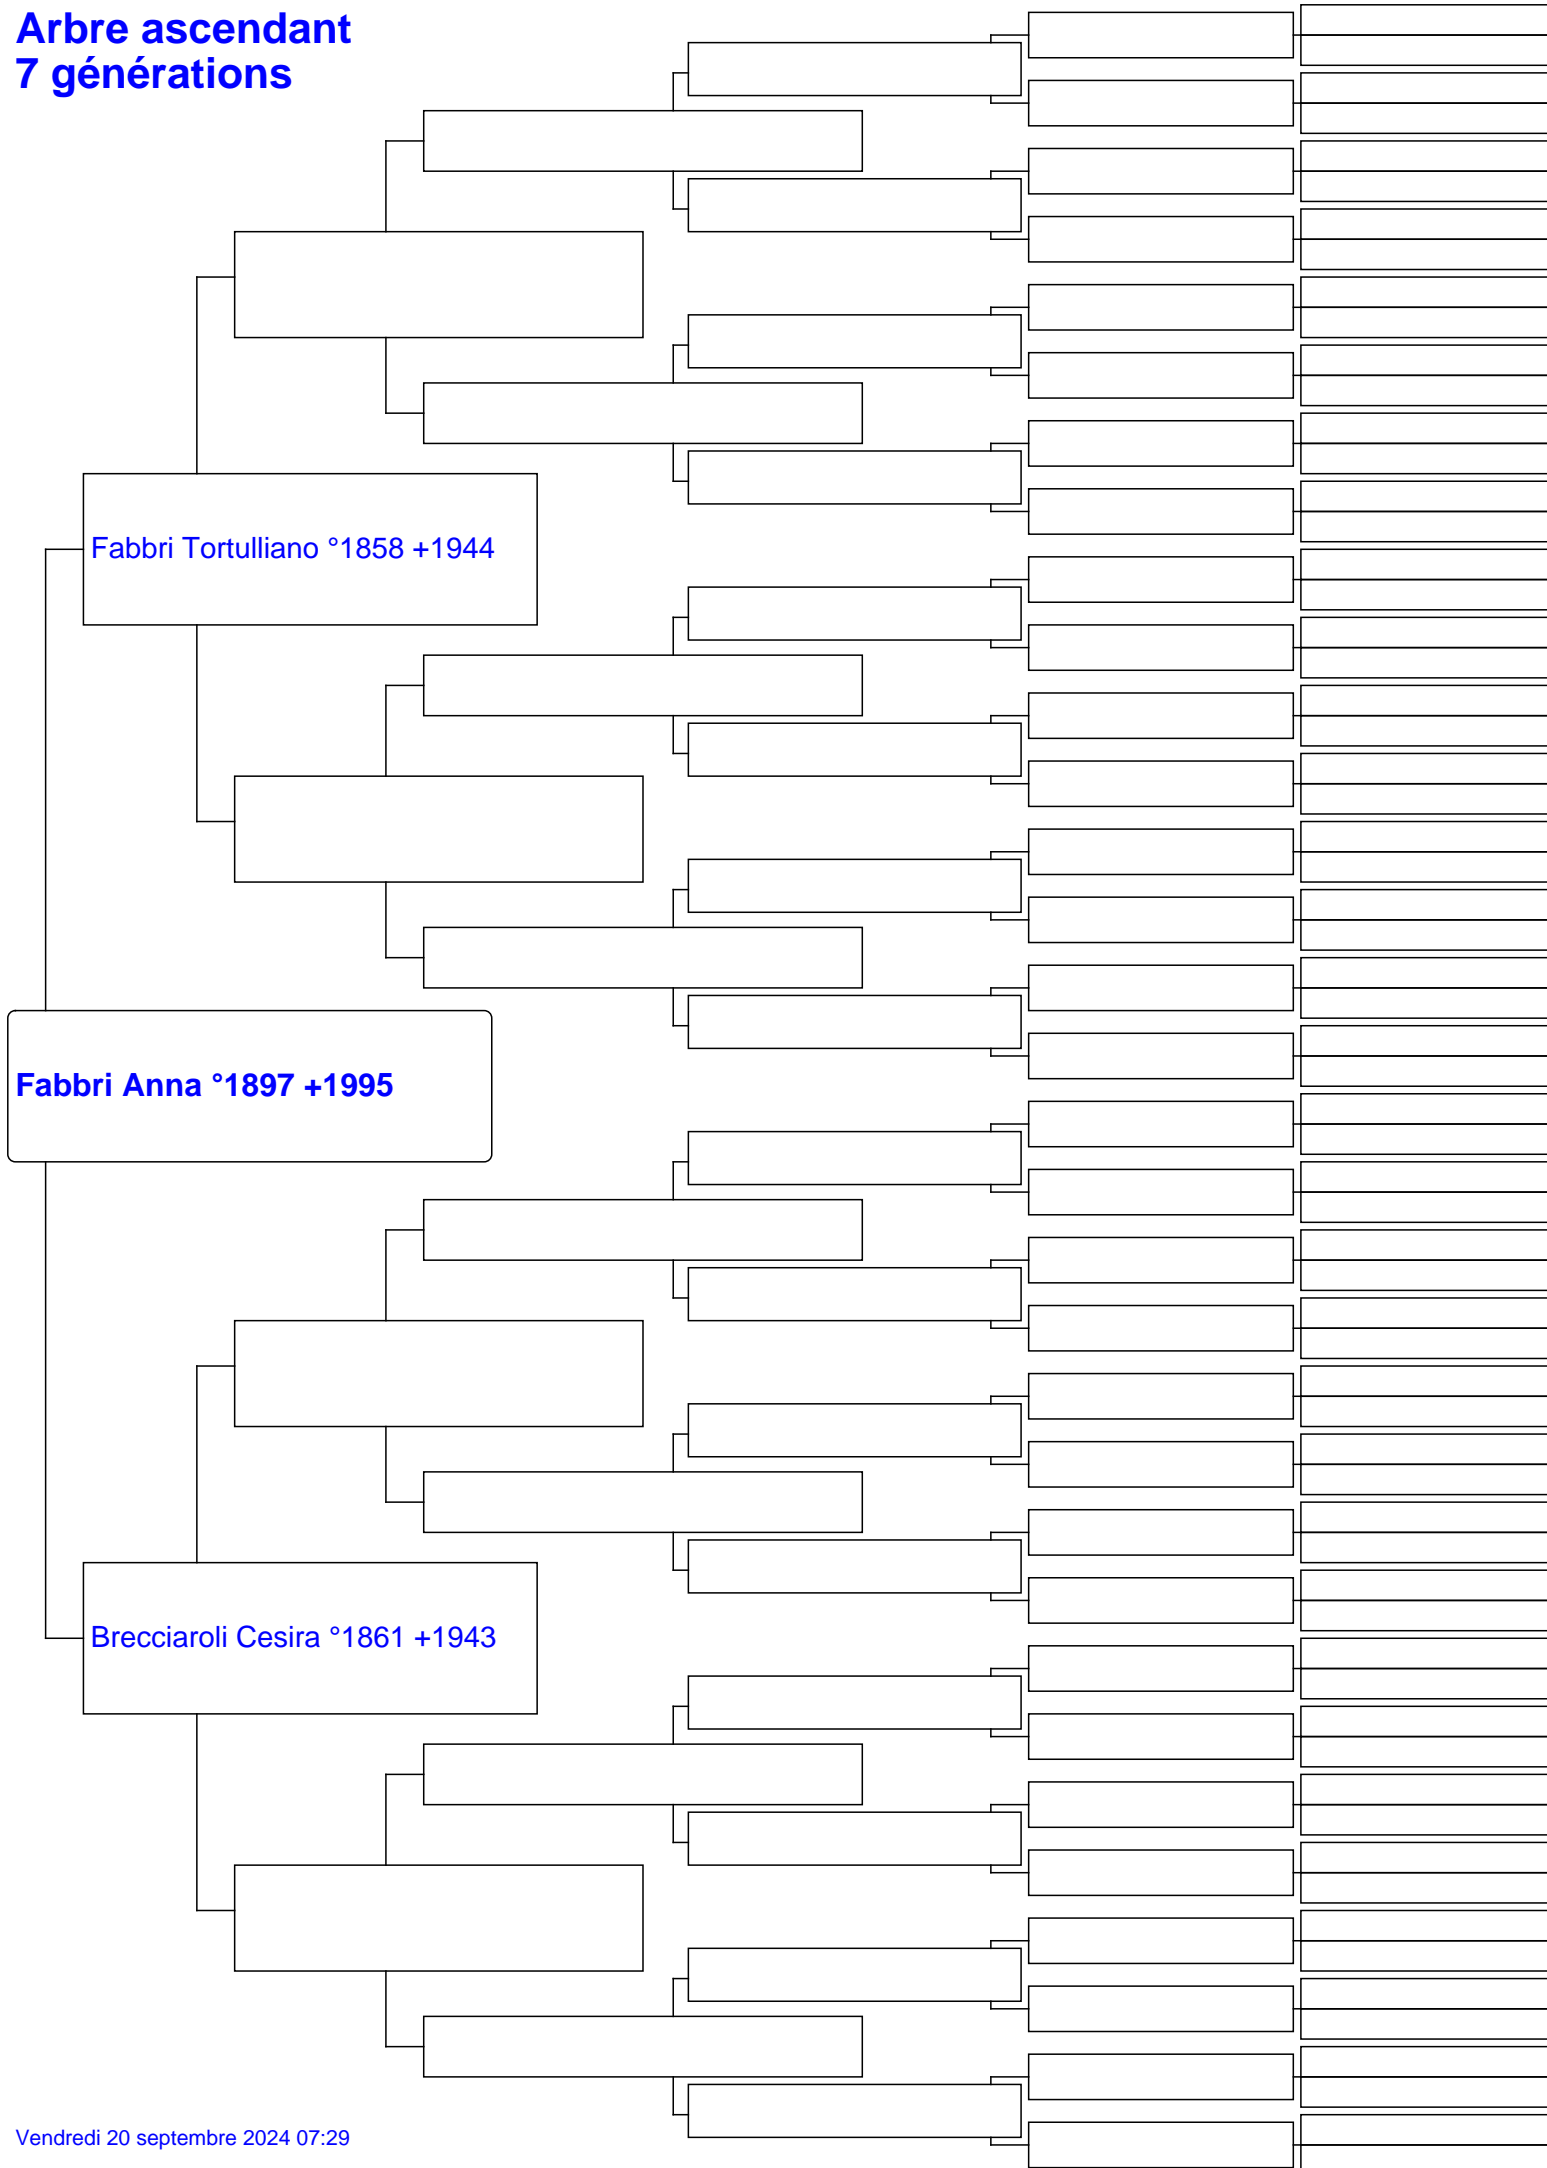 Arbre ascendant
7 générations
Fabbri Tortulliano °1858 +1944
Fabbri Anna °1897 +1995
Brecciaroli Cesira °1861 +1943
Vendredi 20 septembre 2024 07:29